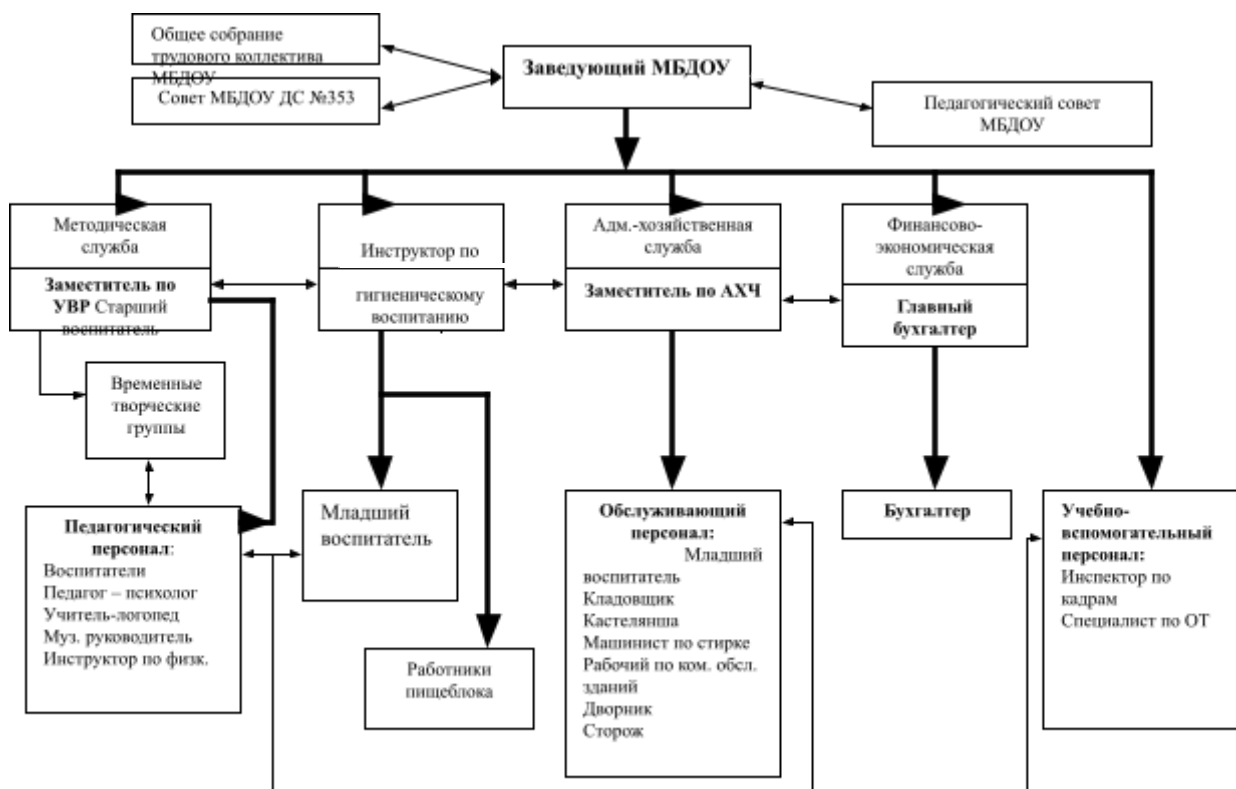 Общее собрание
трудового коллектива
МБДОУ
Совет МБДОУ ДС №353
Заведующий МБДОУ
Педагогический совет
МБДОУ
Методическая
служба
Заместитель по
УВР Старший
воспитатель
Инструктор по
гигиеническому
воспитанию
Адм.-хозяйственная
служба
Заместитель по АХЧ
Финансово-
экономическая
служба
Главный
бухгалтер
Временные
творческие
группы
Педагогический
персонал:
Воспитатели
Педагог – психолог
Учитель-логопед
Муз. руководитель
Инструктор по физк.
Младший
воспитатель
Работники
пищеблока
Обслуживающий
персонал:
Младший
воспитатель
Кладовщик
Кастелянша
Машинист по стирке
Рабочий по ком. обсл.
зданий
Дворник
Сторож
Бухгалтер
Учебно-
вспомогательный
персонал:
Инспектор по
кадрам
Специалист по ОТ